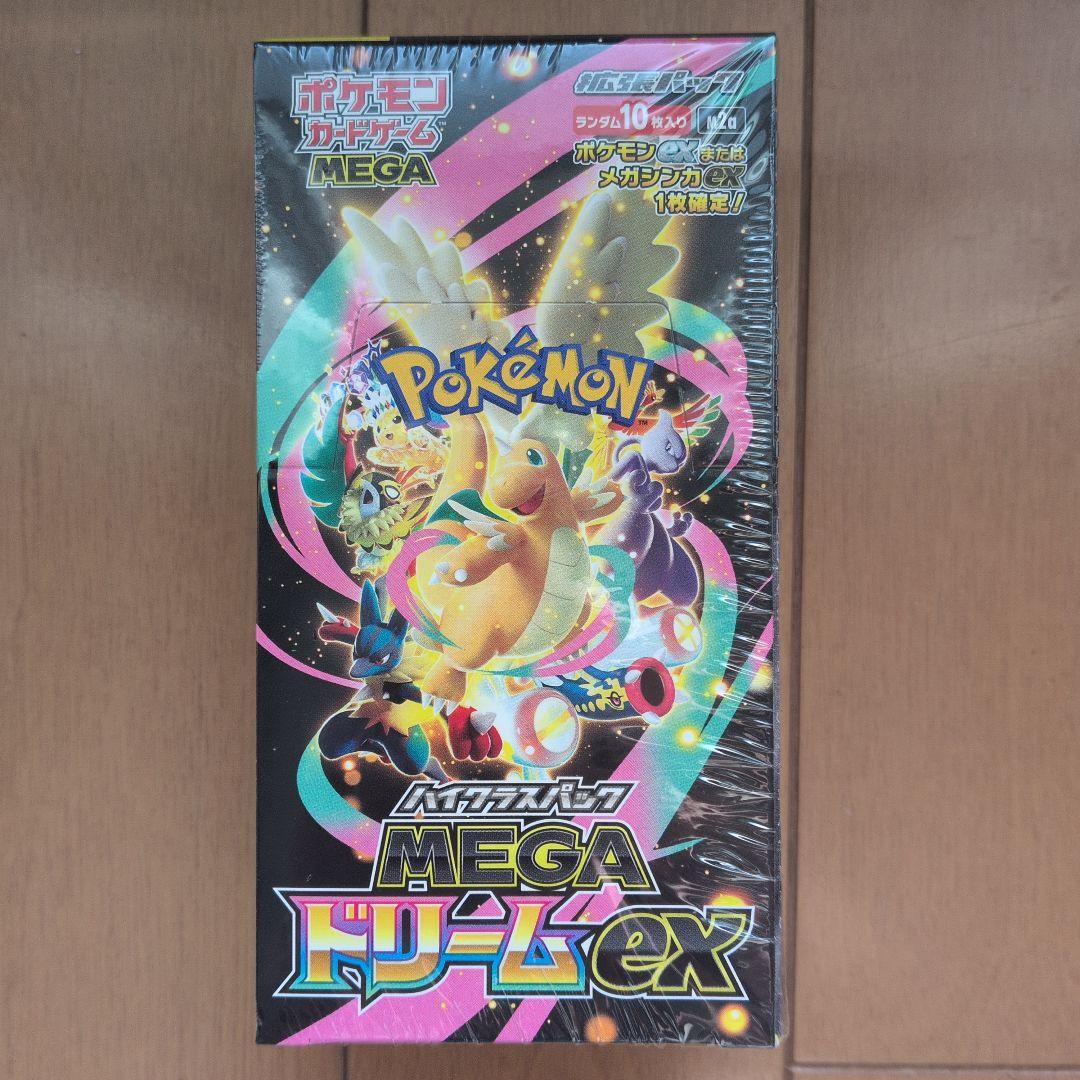 ポケモン
カードゲーム
MEGA
拡張パック
ランダム10枚入り M2a
ポケモンexまたは
メガシンカex
1枚確定!
POKéMON
TM
ハイクラスパック
MEGA
ドリームex